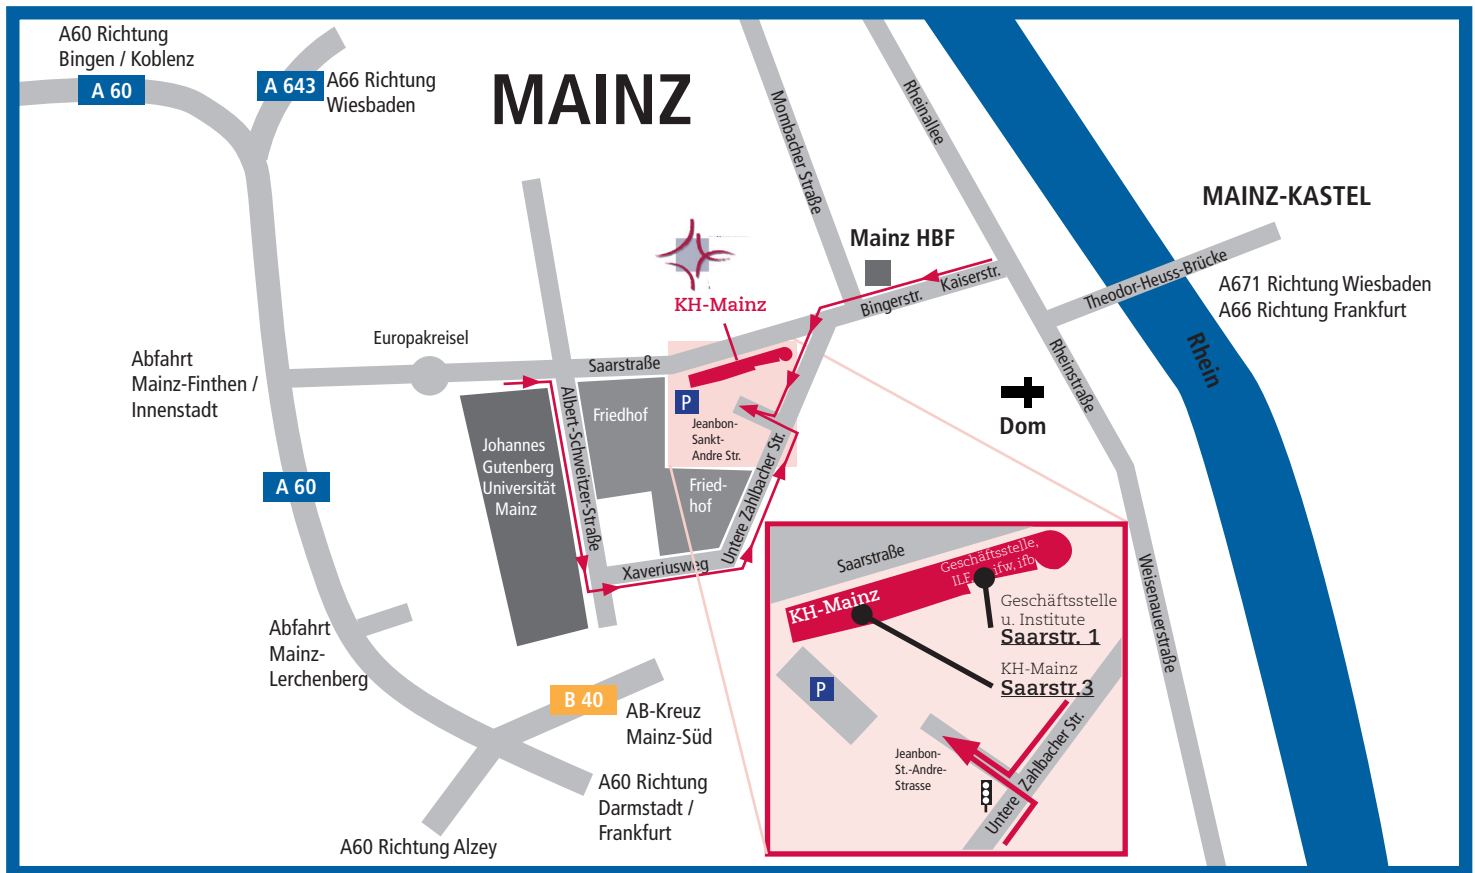 A60 Richtung
Bingen / Koblenz
A 60
A 643
A66 Richtung
Wiesbaden
MAINZ
Mombacher Straße
Rheinallee
MAINZ-KASTEL
Mainz HBF
Kaiserstr.
Bingerstr.
Theodor-Heuss-Brücke
A671 Richtung Wiesbaden
A66 Richtung Frankfurt
Rhein
KH-Mainz
Europakreisel
Saarstraße
Abfahrt
Mainz-Finthen /
Innenstadt
Rheinstraße
Dom
P
Friedhof
Albert-Schweitzer-Straße
Jeanbon-
Sankt-
Andre Str.
Johannes
Gutenberg
Universität
Mainz
Fried-
hof
Untere Zahlbacher Str.
A 60
Xaveriusweg
Weisenauerstraße
Abfahrt
Mainz-
Lerchenberg
B 40
AB-Kreuz
Mainz-Süd
A60 Richtung
Darmstadt /
Frankfurt
A60 Richtung Alzey
Saarstraße
Geschäftsstelle,
ILF, ifw, ifb,
KH-Mainz
Geschäftsstelle
u. Institute
Saarstr. 1
KH-Mainz
Saarstr.3
P
Jeanbon-
St.-Andre-
Strasse
Untere Zahlbacher Str.